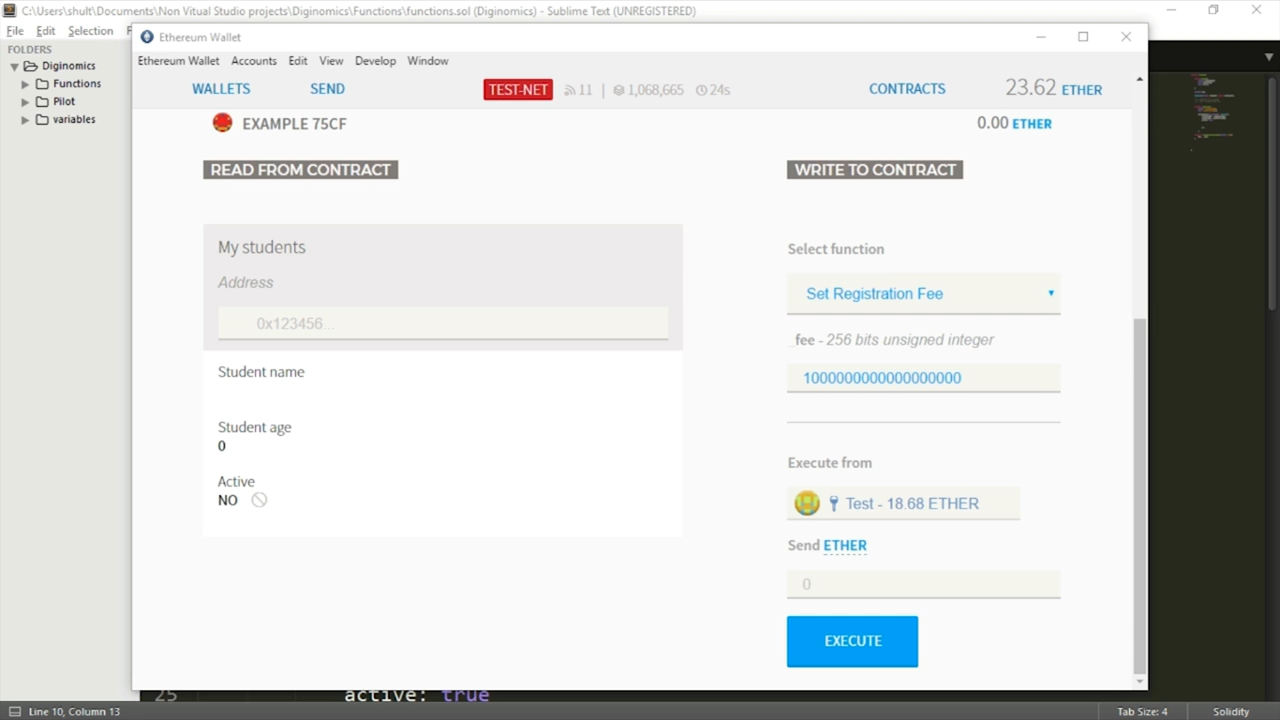 C:\Users\shult\Documents\Non Vitual Studio projects\Diginomics\Functions\functions.sol (Diginomics) - Sublime Text (UNREGISTERED)
File Edit Selection F
FOLDERS
Diginomics
Functions
Pilot
variables
Ethereum Wallet
Ethereum Wallet Accounts Edit View Develop Window
WALLETS SEND TEST-NET 11 | 1,068,665 24s CONTRACTS 23.62 ETHER
EXAMPLE 75CF 0.00 ETHER
READ FROM CONTRACT
My students
Address
0x123456...
Student name
Student age
0
Active
NO
WRITE TO CONTRACT
Select function
Set Registration Fee
_fee - 256 bits unsigned integer
1000000000000000000
Execute from
Test - 18.68 ETHER
Send ETHER
0
EXECUTE
25 active: true
Line 10, Column 13 Tab Size: 4 Solidity